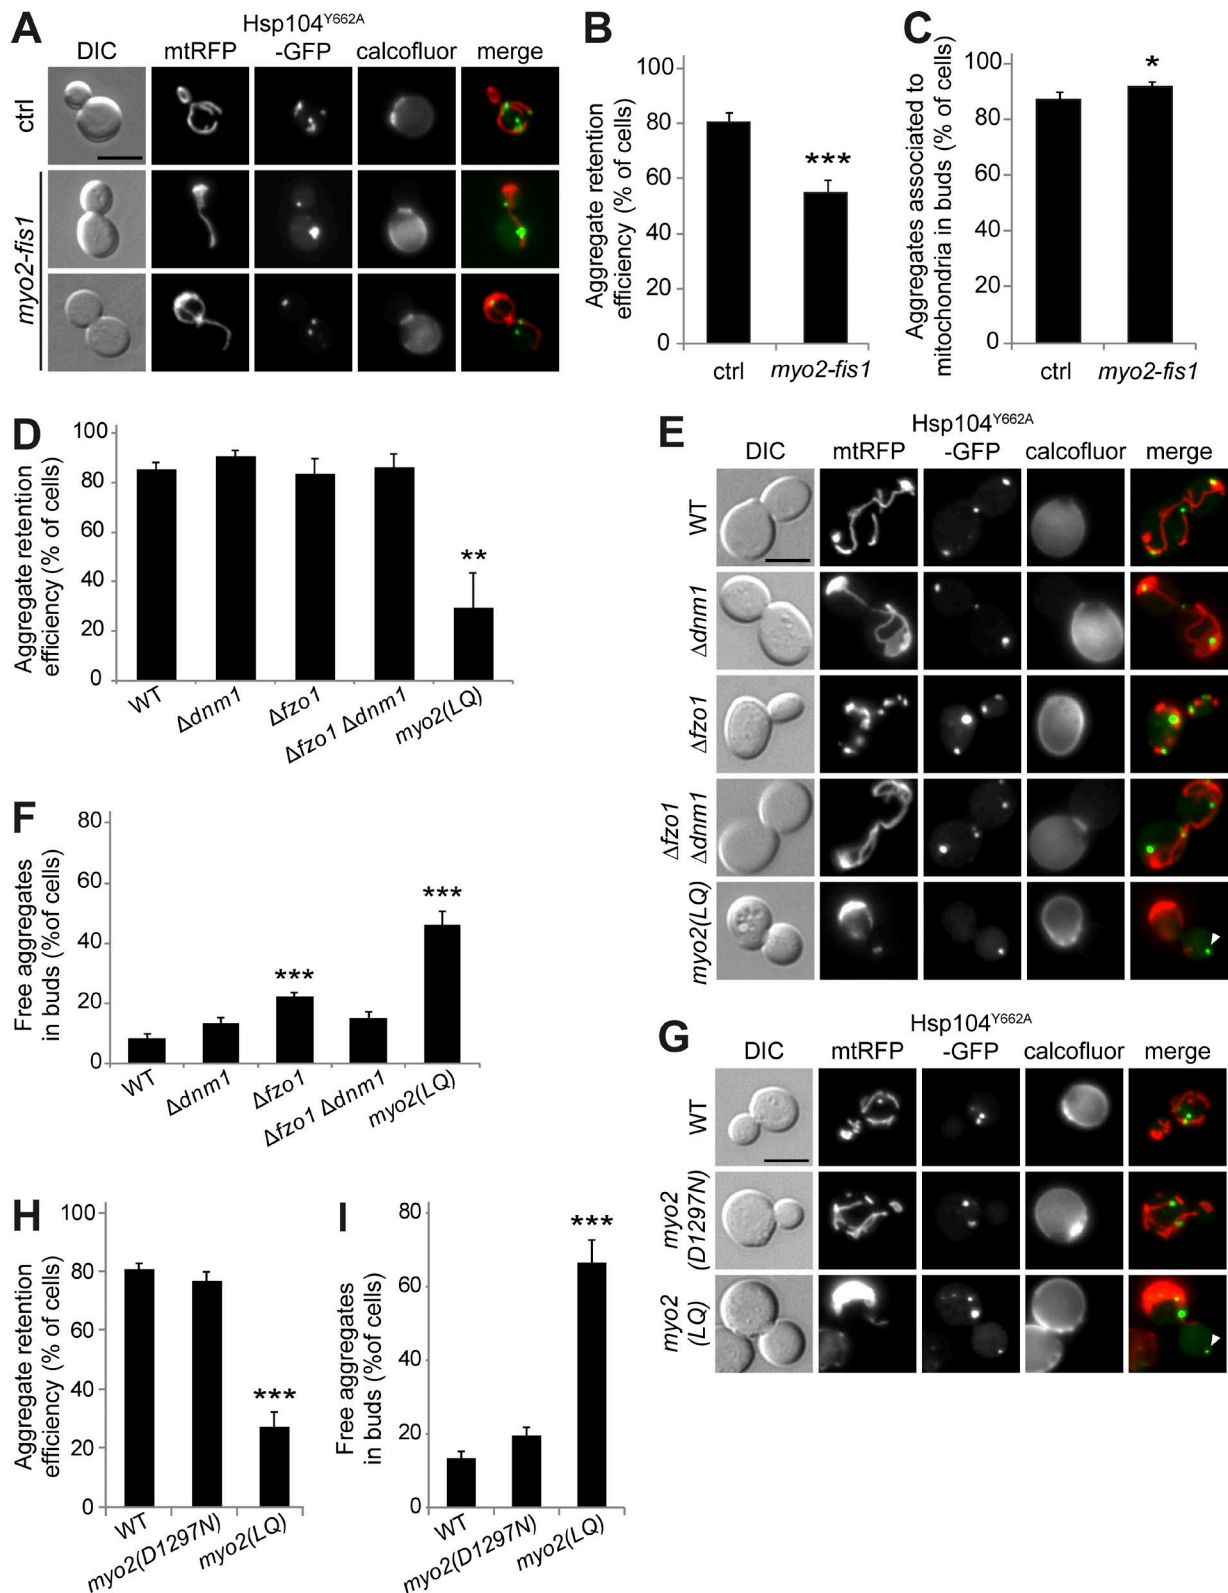 A
Hsp104Y662A
DIC mtRFP -GFP calcofluor merge
ctrl
myo2-fis1
B
Aggregate retention
efficiency (% of cells)
100
80
60
40
20
0
***
ctrl myo2-fis1
C
Aggregates associated to
mitochondria in buds (% of cells)
100
80
60
40
20
0
*
ctrl myo2-fis1
D
Aggregate retention
efficiency (% of cells)
100
80
60
40
20
0
**
WT Δdnm1 Δfzo1 Δfzo1 Δdnm1 myo2(LQ)
E
Hsp104Y662A
DIC mtRFP -GFP calcofluor merge
WT
Δdnm1
Δfzo1
Δfzo1
Δdnm1
myo2(LQ)
F
Free aggregates
in buds (%of cells)
80
60
40
20
0
***
***
WT Δdnm1 Δfzo1 Δfzo1 Δdnm1 myo2(LQ)
G
Hsp104Y662A
DIC mtRFP -GFP calcofluor merge
WT
myo2
(D1297N)
myo2
(LQ)
H
Aggregate retention
efficiency (% of cells)
100
80
60
40
20
0
***
WT myo2(D1297N) myo2(LQ)
I
Free aggregates
in buds (%of cells)
80
60
40
20
0
***
WT myo2(D1297N) myo2(LQ)